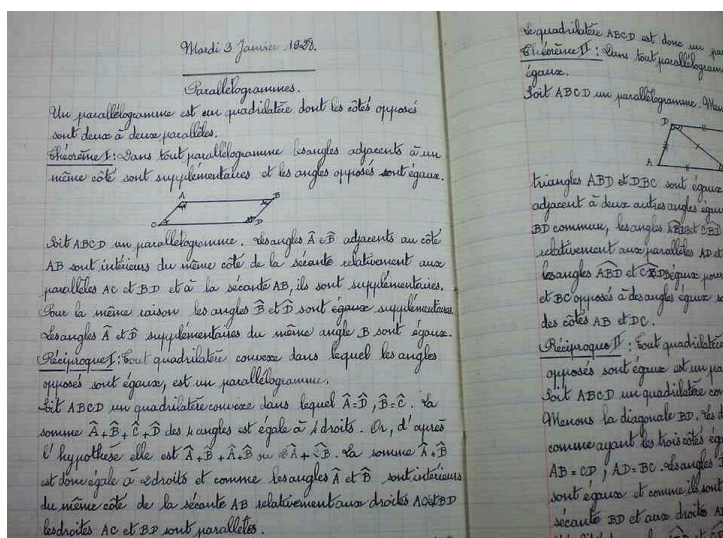 Mardi 3 Janvier 1928.
Parallélogrammes.
Un parallélogramme est un quadrilatère dont les côtés opposés
sont deux à deux parallèles.
Théorème I : Dans tout parallélogramme les angles adjacents à un
même côté sont supplémentaires et les angles opposés sont égaux.
A B
C D
Soit ABCD un parallélogramme. Les angles Â et B̂ adjacents au côté
AB sont intérieurs du même côté de la sécante relativement aux
parallèles AC et BD et à la sécante AB, ils sont supplémentaires.
Pour la même raison les angles B̂ et D̂ sont égaux supplémentaires.
Les angles Â et D̂ supplémentaires du même angle B sont égaux.
Réciproque I : Tout quadrilatère convexe dans lequel les angles
opposés sont égaux, est un parallélogramme.
Soit ABCD un quadrilatère convexe dans lequel Â=D̂, B̂=Ĉ. La
somme Â+B̂+Ĉ+D̂ des 4 angles est égale à 4 droits. Or, d'après
l'hypothèse elle est Â+B̂+Â+B̂ ou 2Â+2B̂. La somme Â+B̂
est donc égale à 2 droits et comme les angles Â et B̂ sont intérieurs
du même côté de la sécante AB relativement aux droites AC et BD
les droites AC et BD sont parallèles.
Le quadrilatère ABCD est donc un
Théorème II : Dans tout
égaux.
Soit ABCD un parallélogramme.
D
A
triangles ABD et DBC sont égaux
adjacent à deux autres angles
BD commun, les angles et CBD
relativement aux parallèles AD et
les angles ABD et égaux
et BC opposés à des angles égaux
des côtés AB et DC.
Réciproque II : Tout quadrilatère
opposés sont égaux est un
Soit ABCD un quadrilatère
Menons la diagonale BD. Les
comme ayant les trois côtés
AB = CD ; AD = BC. Les angles
sont égaux et comme ils sont
sécante BD et aux droites